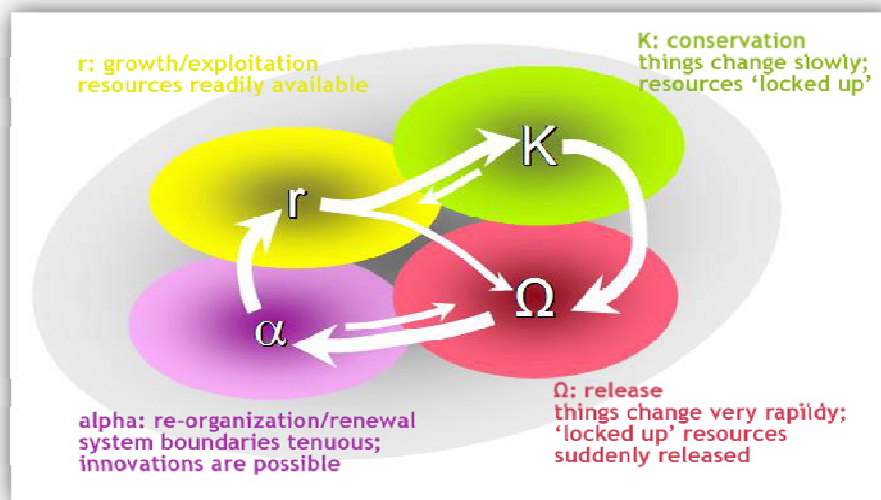 r: growth/exploitation
resources readily available
K: conservation
things change slowly;
resources ‘locked up’
r
K
α
Ω
alpha: re-organization/renewal
system boundaries tenuous;
innovations are possible
Ω: release
things change very rapildy;
‘locked up’ resources
suddenly released